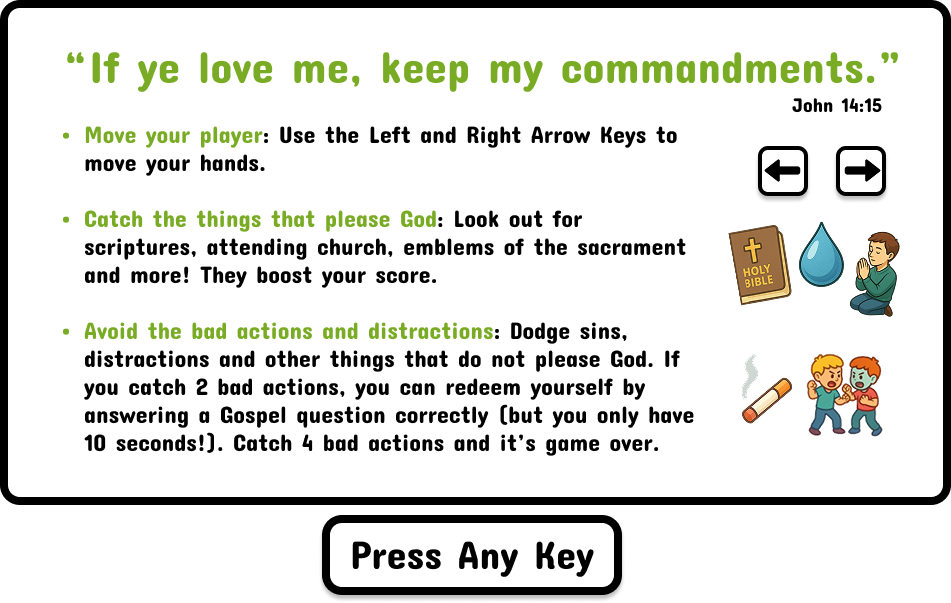 “If ye love me, keep my commandments.”
John 14:15
• Move your player: Use the Left and Right Arrow Keys to
move your hands.
• Catch the things that please God: Look out for
scriptures, attending church, emblems of the sacrament
and more! They boost your score.
• Avoid the bad actions and distractions: Dodge sins,
distractions and other things that do not please God. If
you catch 2 bad actions, you can redeem yourself by
answering a Gospel question correctly (but you only have
10 seconds!). Catch 4 bad actions and it’s game over.
HOLY
BIBLE
Press Any Key